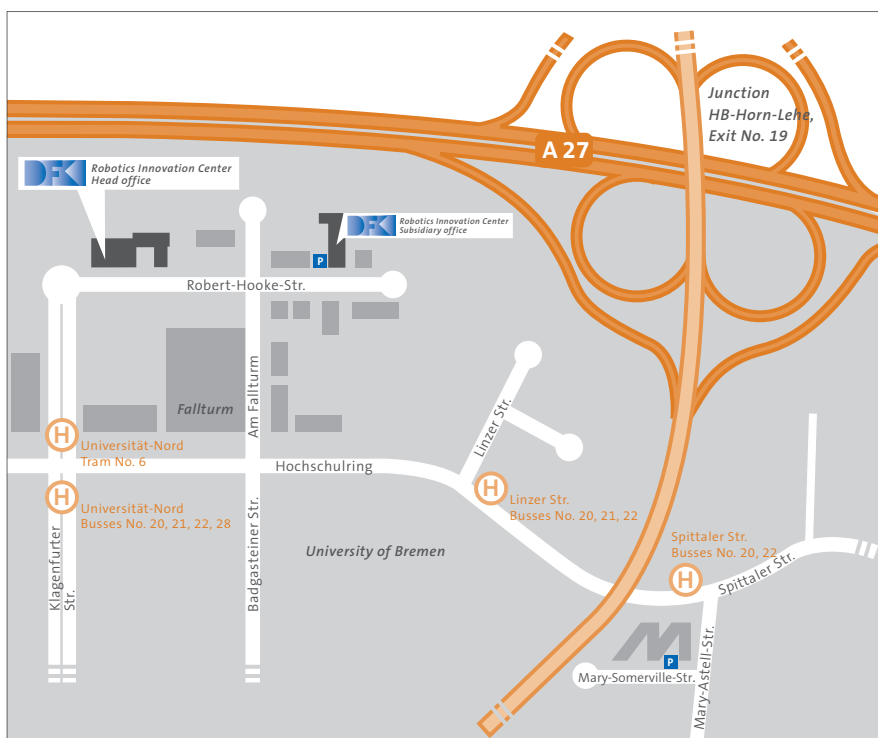 Junction
HB-Horn-Lehe,
Exit No. 19
A 27
DFKI Robotics Innovation Center
Head office
DFKI Robotics Innovation Center
Subsidiary office
P
Robert-Hooke-Str.
Am Fallturm
Fallturm
Linzer Str.
H
Universität-Nord
Tram No. 6
Hochschulring
H
Universität-Nord
Busses No. 20, 21, 22, 28
H
Linzer Str.
Busses No. 20, 21, 22
Klagenfurter
Str.
Badgasteiner Str.
University of Bremen
Spittaler Str.
Busses No. 20, 22
H
Spittaler Str.
P
Mary-Somerville-Str.
Mary-Astell-Str.